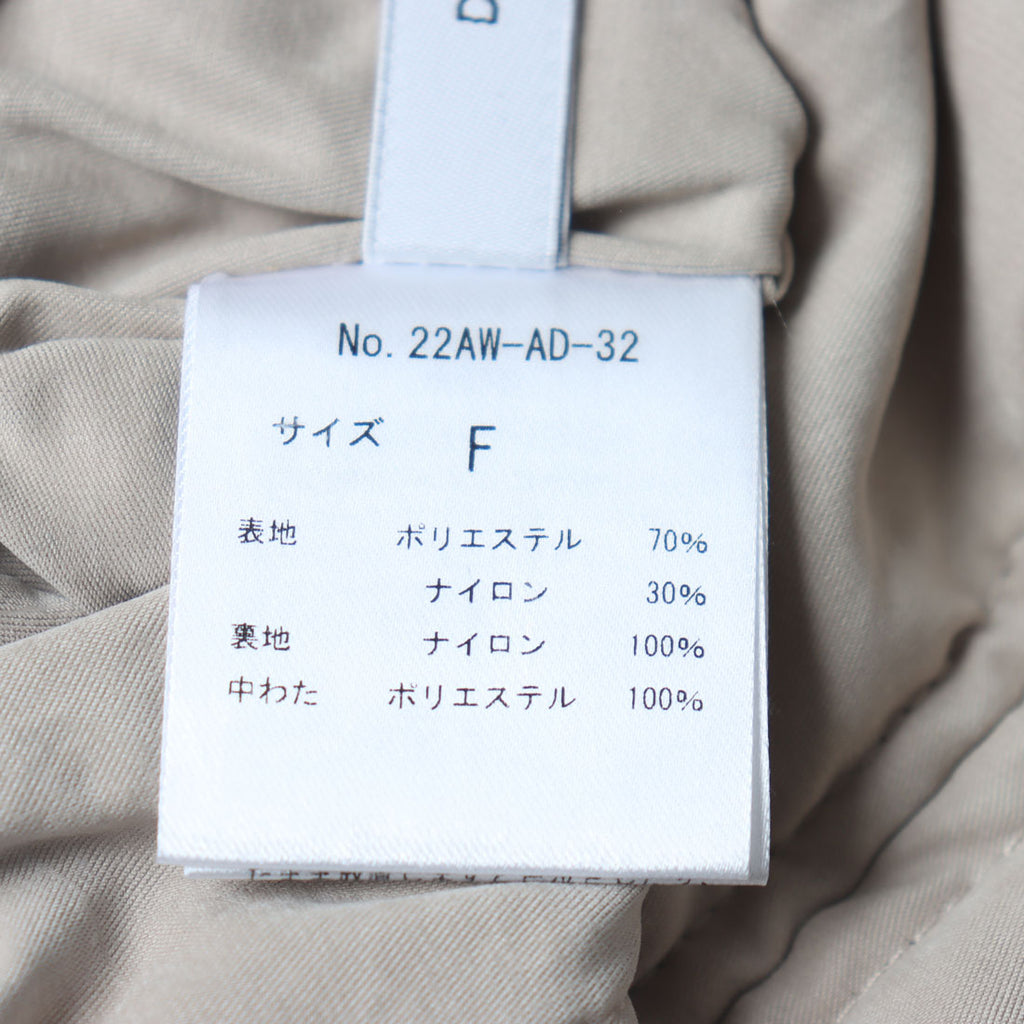 D
No. 22AW-AD-32
サイズ F
表地 ポリエステル 70%
ナイロン 30%
裏地 ナイロン 100%
中わた ポリエステル 100%